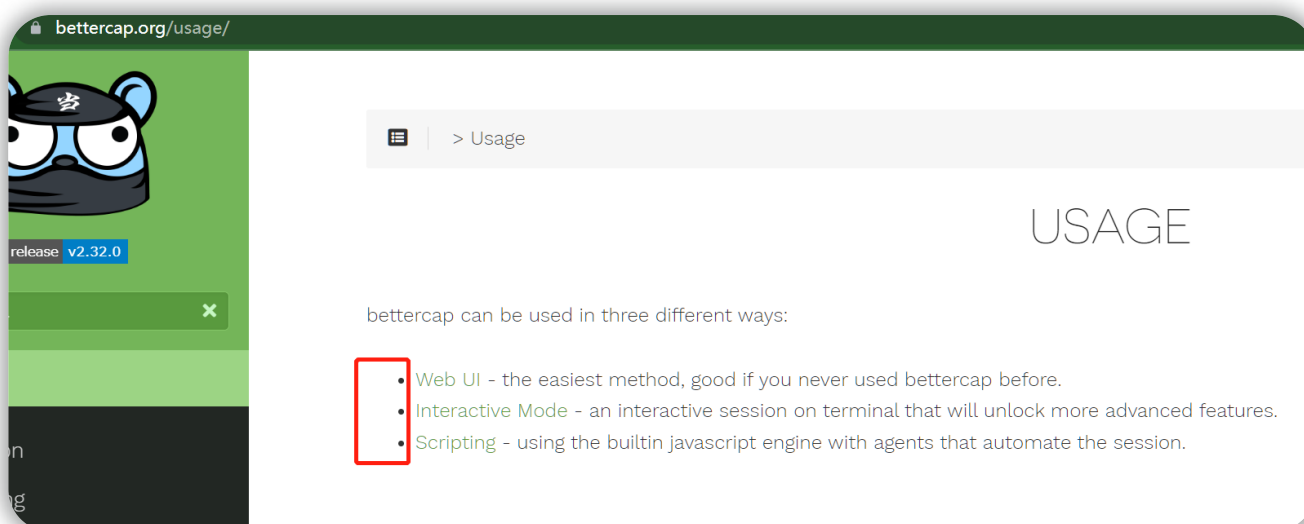 bettercap.org/usage/
release v2.32.0
> Usage
USAGE
bettercap can be used in three different ways:
Web UI - the easiest method, good if you never used bettercap before.
Interactive Mode - an interactive session on terminal that will unlock more advanced features.
Scripting - using the builtin javascript engine with agents that automate the session.